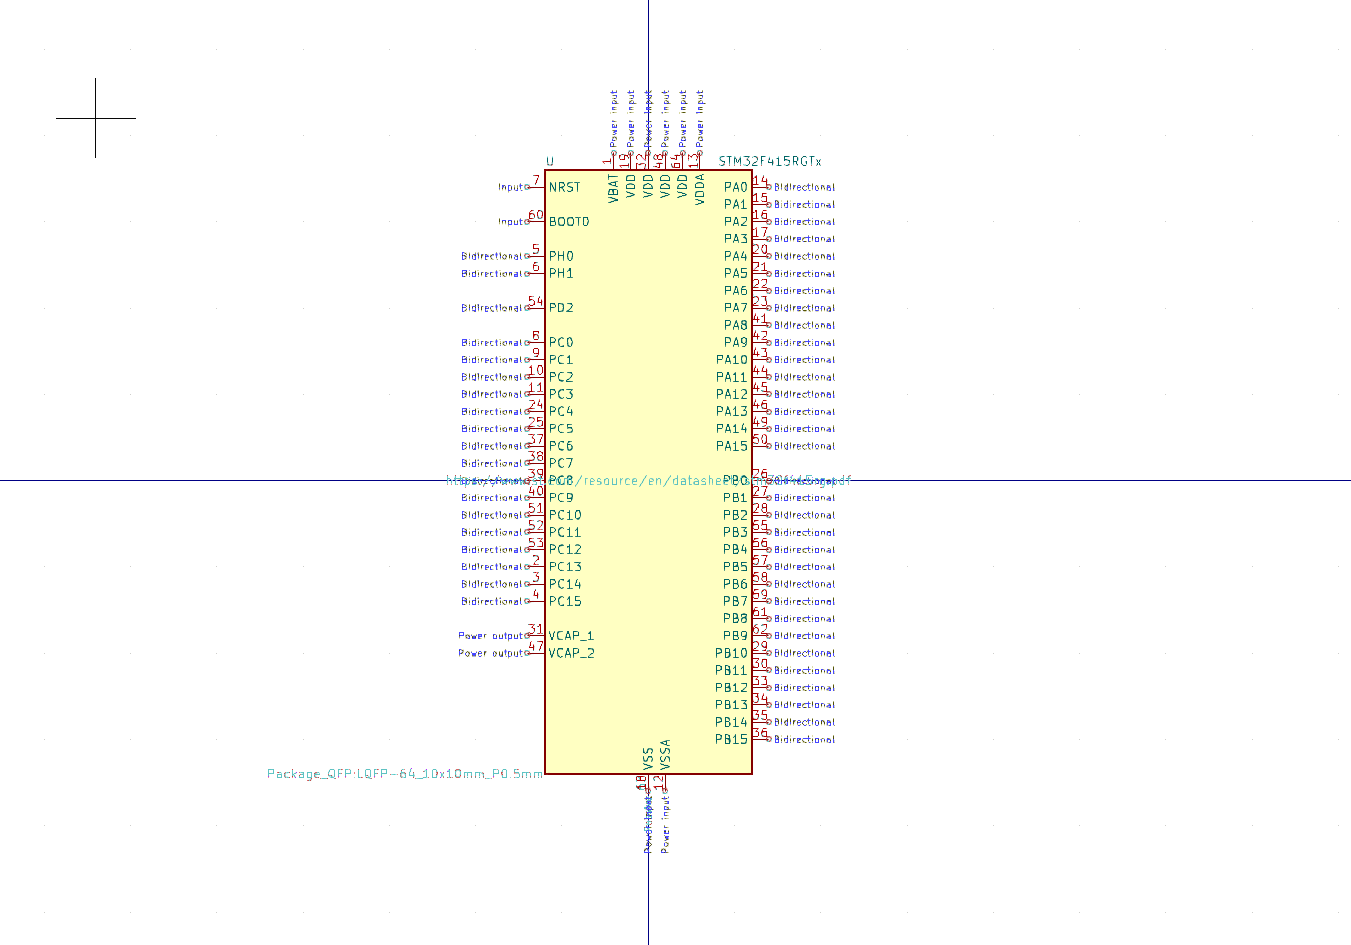 Power input Power input Power input Power input Power input Power input
1 19 32 48 64 13
U STM32F415RGTx
VBAT VDD VDD VDD VDD VDDA
Input 7 NRST PA0 14 Bidirectional
PA1 15 Bidirectional
Input 60 BOOT0 PA2 16 Bidirectional
PA3 17 Bidirectional
Bidirectional 5 PH0 PA4 20 Bidirectional
Bidirectional 6 PH1 PA5 21 Bidirectional
PA6 22 Bidirectional
Bidirectional 54 PD2 PA7 23 Bidirectional
PA8 41 Bidirectional
Bidirectional 8 PC0 PA9 42 Bidirectional
Bidirectional 9 PC1 PA10 43 Bidirectional
Bidirectional 10 PC2 PA11 44 Bidirectional
Bidirectional 11 PC3 PA12 45 Bidirectional
Bidirectional 24 PC4 PA13 46 Bidirectional
Bidirectional 25 PC5 PA14 49 Bidirectional
Bidirectional 37 PC6 PA15 50 Bidirectional
Bidirectional 38 PC7
39 PC8 /resource/en/datasheet PB0 26
Bidirectional 40 PC9 PB1 27 Bidirectional
Bidirectional 51 PC10 PB2 28 Bidirectional
Bidirectional 52 PC11 PB3 55 Bidirectional
Bidirectional 53 PC12 PB4 56 Bidirectional
Bidirectional 2 PC13 PB5 57 Bidirectional
Bidirectional 3 PC14 PB6 58 Bidirectional
Bidirectional 4 PC15 PB7 59 Bidirectional
PB8 61 Bidirectional
Power output 31 VCAP_1 PB9 62 Bidirectional
Power output 47 VCAP_2 PB10 29 Bidirectional
PB11 30 Bidirectional
PB12 33 Bidirectional
PB13 34 Bidirectional
PB14 35 Bidirectional
PB15 36 Bidirectional
VSS VSSA
Package_QFP:LQFP-64_10x10mm_P0.5mm
12
Power input Power input